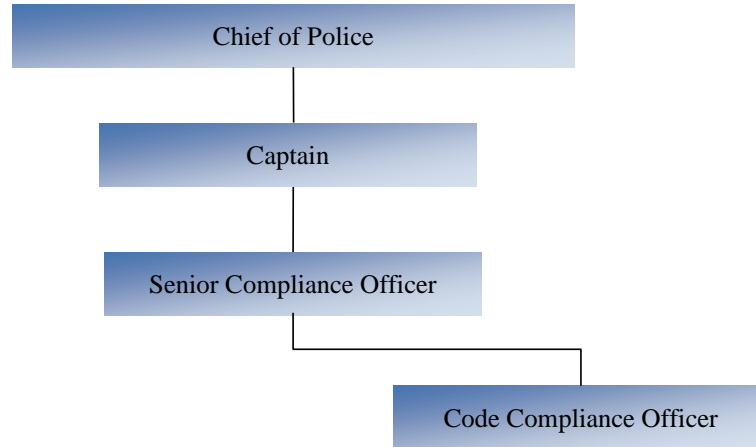 Chief of Police
Captain
Senior Compliance Officer
Code Compliance Officer